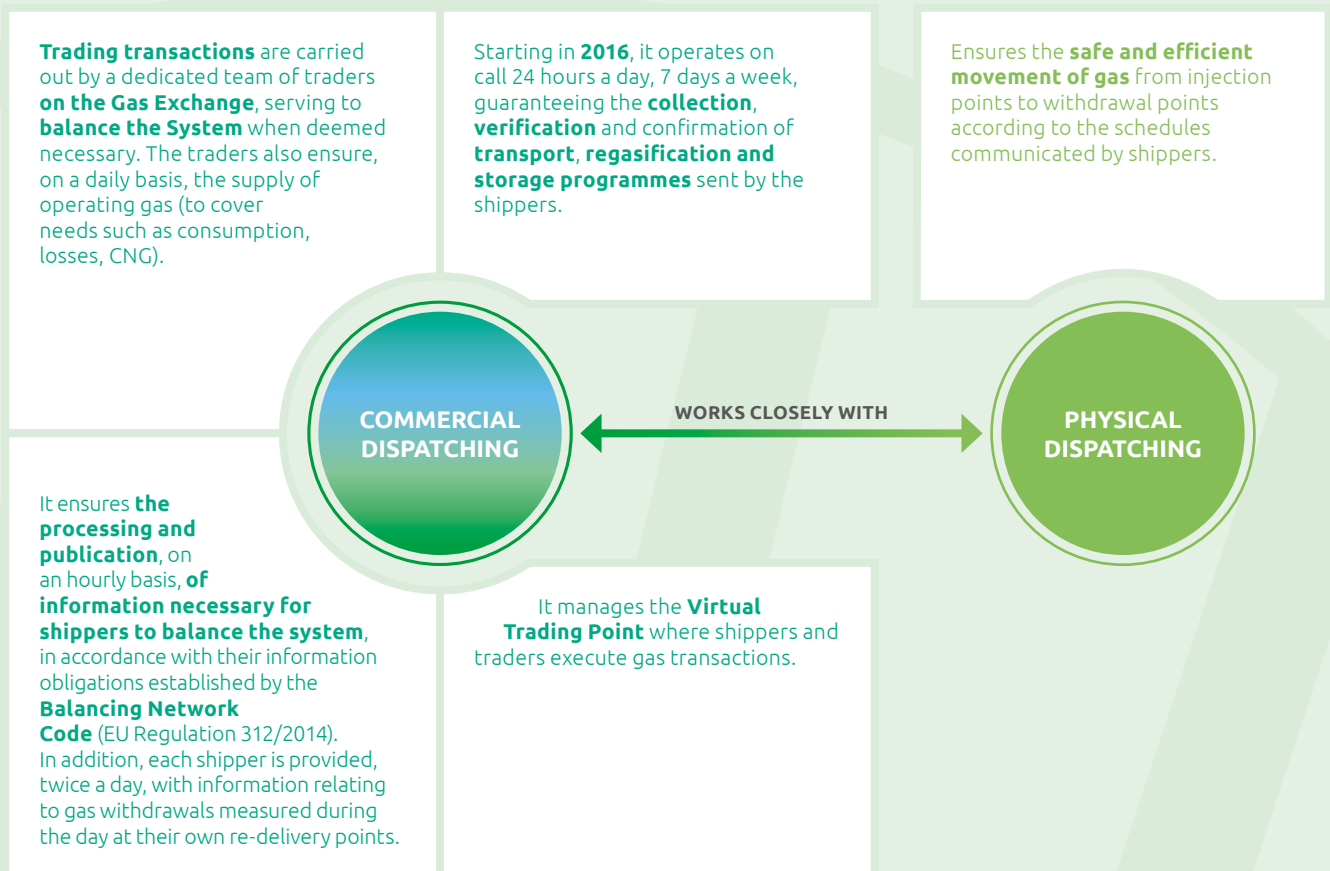 Trading transactions are carried
out by a dedicated team of traders
on the Gas Exchange, serving to
balance the System when deemed
necessary. The traders also ensure,
on a daily basis, the supply of
operating gas (to cover
needs such as consumption,
losses, CNG).
Starting in 2016, it operates on
call 24 hours a day, 7 days a week,
guaranteeing the collection,
verification and confirmation of
transport, regasification and
storage programmes sent by the
shippers.
Ensures the safe and efficient
movement of gas from injection
points to withdrawal points
according to the schedules
communicated by shippers.
COMMERCIAL
DISPATCHING
WORKS CLOSELY WITH
PHYSICAL
DISPATCHING
It ensures the
processing and
publication, on
an hourly basis, of
information necessary for
shippers to balance the system,
in accordance with their information
obligations established by the
Balancing Network
Code (EU Regulation 312/2014).
In addition, each shipper is provided,
twice a day, with information relating
to gas withdrawals measured during
the day at their own re-delivery points.
It manages the Virtual
Trading Point where shippers and
traders execute gas transactions.